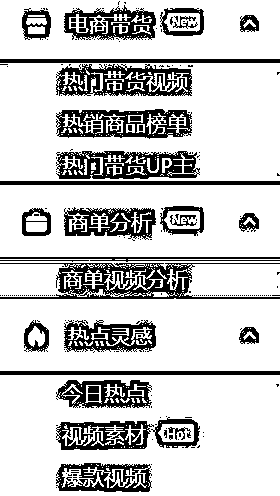 电商带货 New
热门带货视频
热销商品榜单
热门带货UP主
商单分析 New
商单视频分析
热点灵感
今日热点
视频素材 Hot
爆款视频